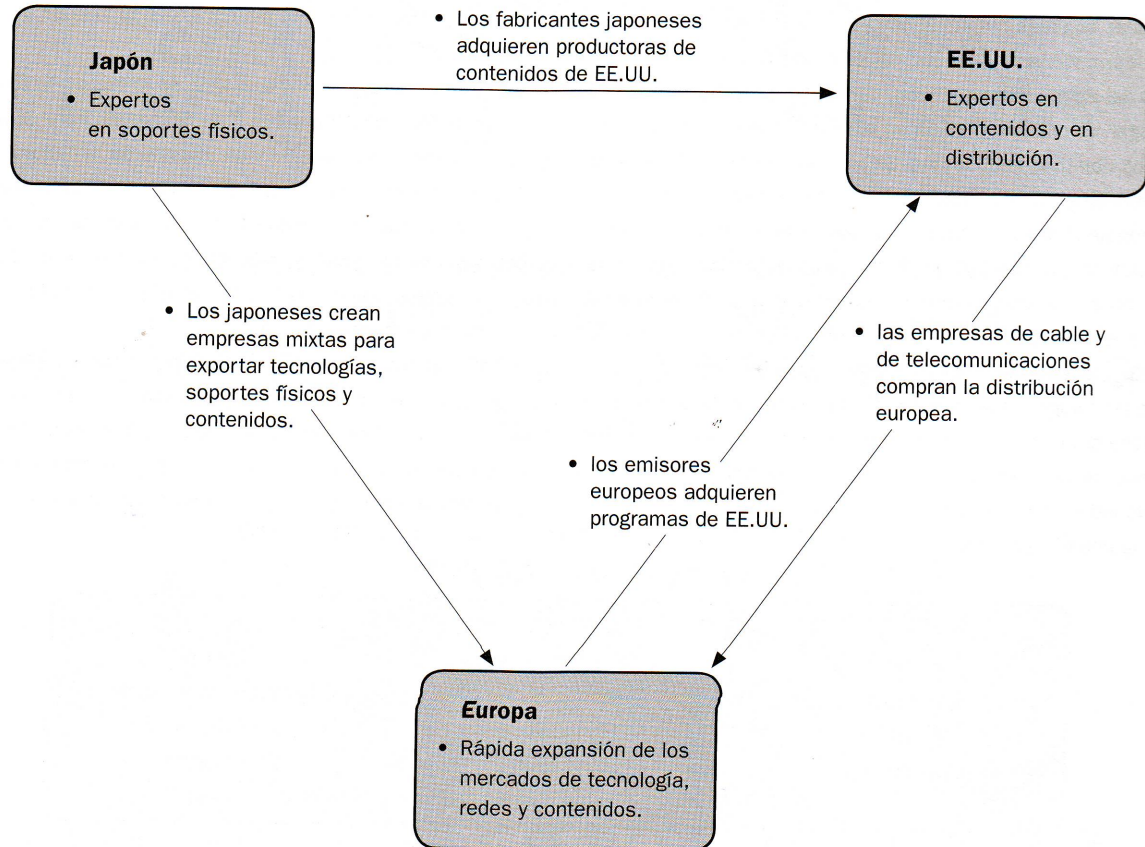 • Los fabricantes japoneses
adquieren productoras de
contenidos de EE.UU.
Japón
• Expertos
en soportes físicos.
EE.UU.
• Expertos en
contenidos y en
distribución.
• Los japoneses crean
empresas mixtas para
exportar tecnologías,
soportes físicos y
contenidos.
• las empresas de cable y
de telecomunicaciones
compran la distribución
europea.
• los emisores
europeos adquieren
programas de EE.UU.
Europa
• Rápida expansión de los
mercados de tecnología,
redes y contenidos.